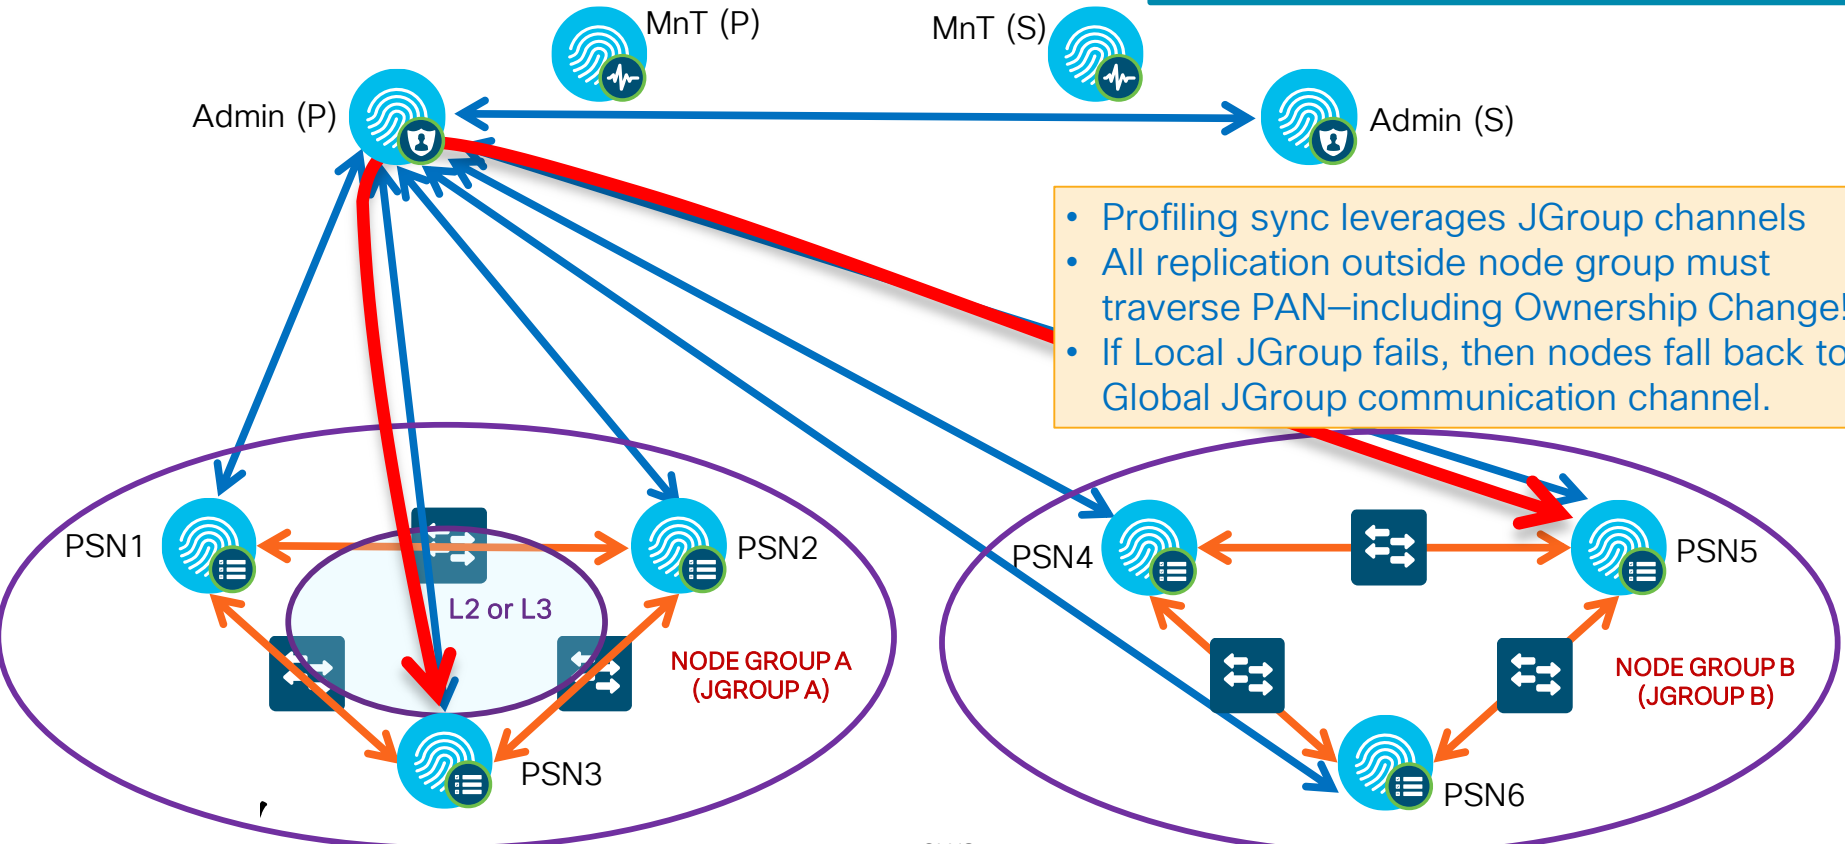 MnT (P)
MnT (S)
Admin (P)
Admin (S)
• Profiling sync leverages JGroup channels
• All replication outside node group must
traverse PAN–including Ownership Change!
• If Local JGroup fails, then nodes fall back to
Global JGroup communication channel.
PSN1
PSN2
PSN4
PSN5
L2 or L3
NODE GROUP A
(JGROUP A)
NODE GROUP B
(JGROUP B)
PSN3
PSN6